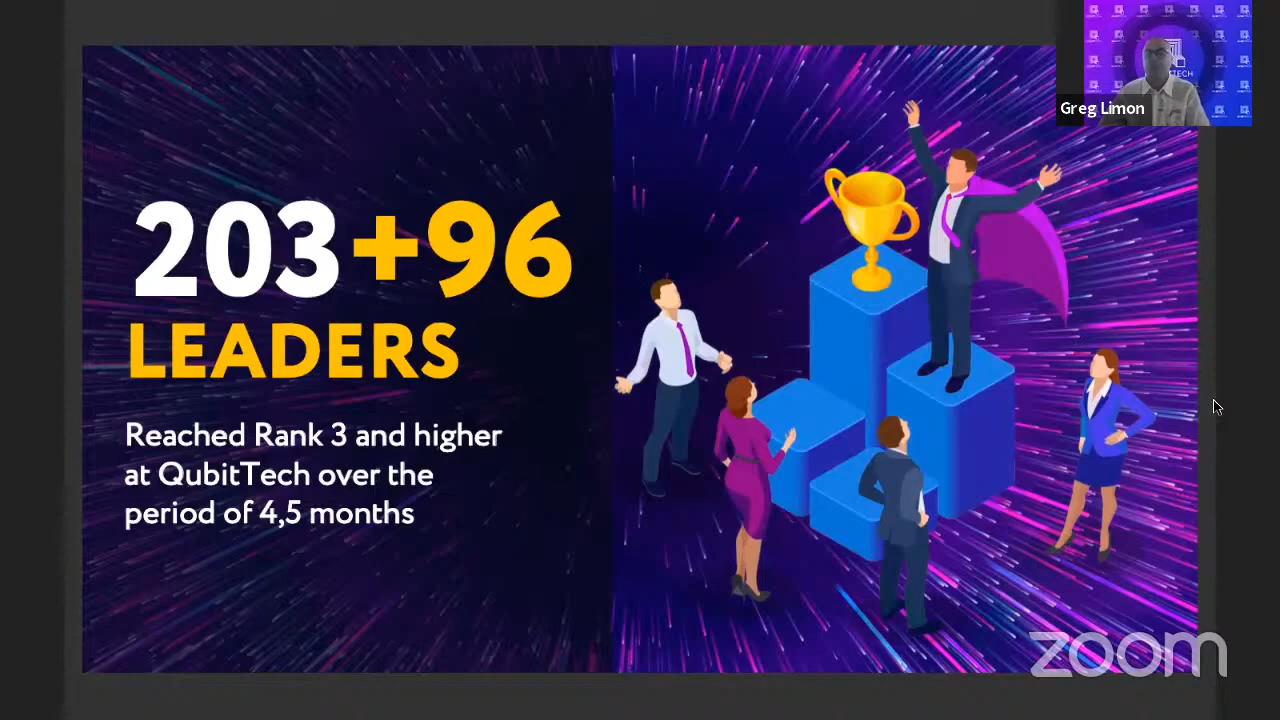 203+96
LEADERS
Reached Rank 3 and higher
at QubitTech over the
period of 4,5 months
TECH
Greg Limon
zoom